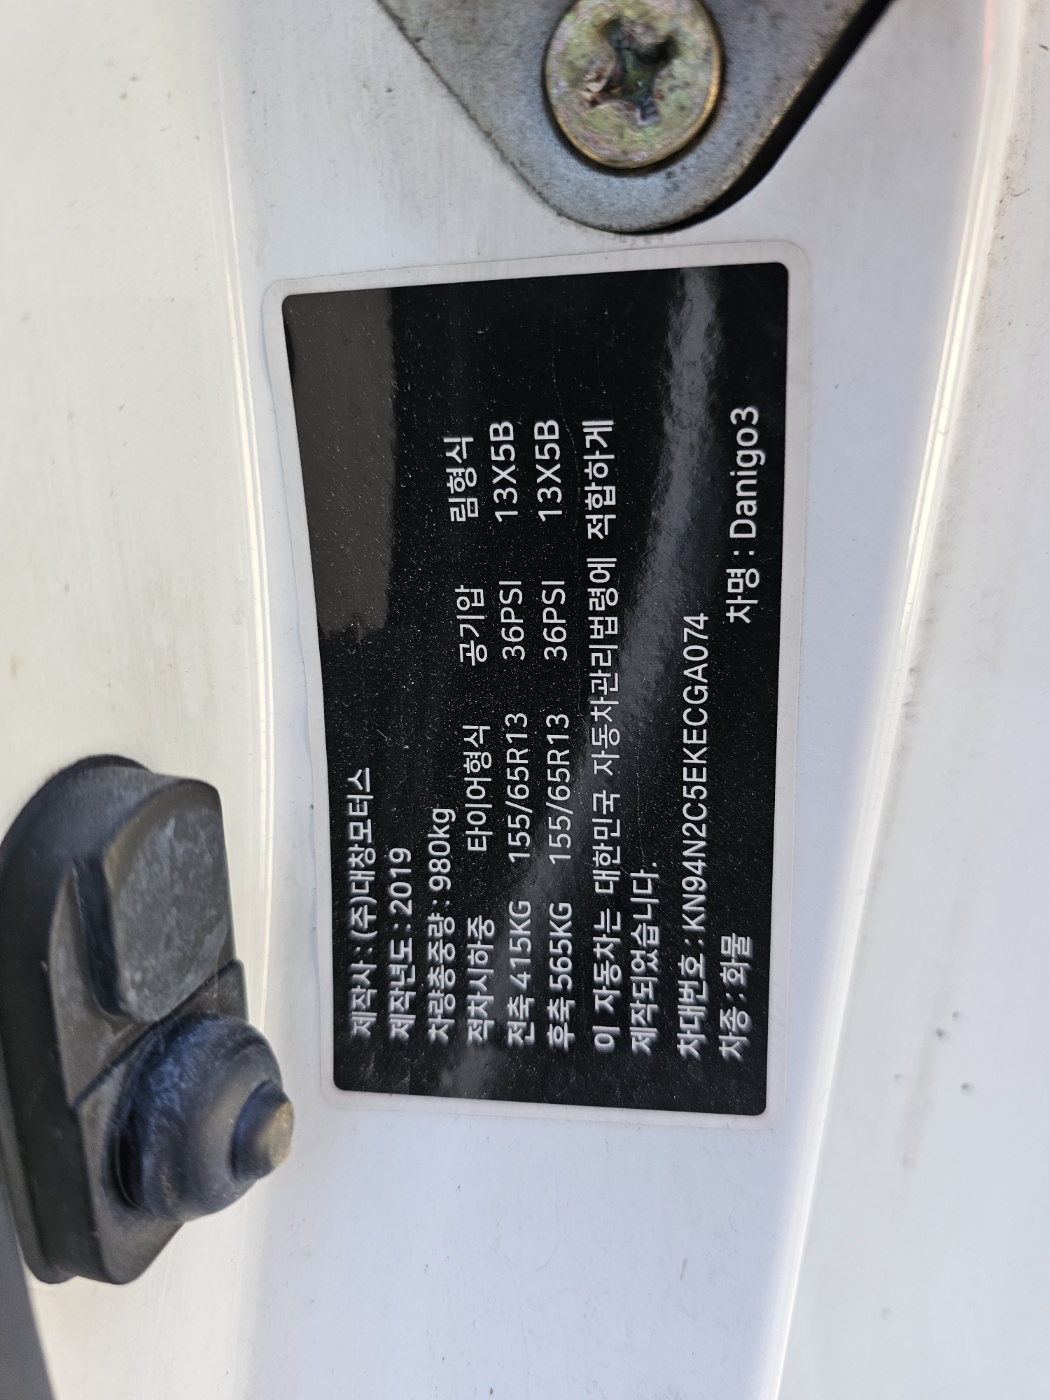 제작사 : (주)대창모터스
제작년도 : 2019
차량총중량 : 980kg
적차시하중 타이어형식 공기압 림형식
전축 415KG 155/65R13 36PSI 13X5B
후축 565KG 155/65R13 36PSI 13X5B
이 자동차는 대한민국 자동차관리법령에 적합하게
제작되었습니다.
차대번호 : KN94N2C5EKECGA074
차종 : 화물 차명 : Danigo3